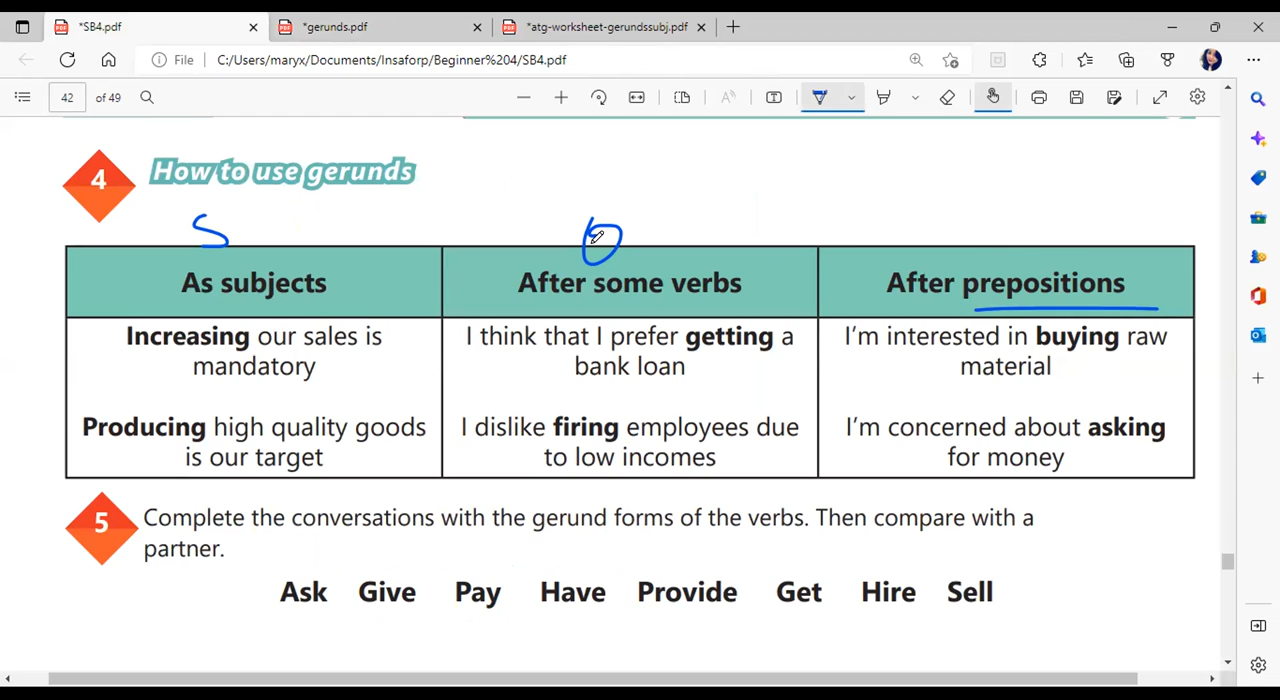 *SB4.pdf
*gerunds.pdf
*atg-worksheet-gerundssubj.pdf
File C:/Users/maryx/Documents/Insaforp/Beginner%204/SB4.pdf
42 of 49
4 How to use gerunds
S
As subjects After some verbs After prepositions
Increasing our sales is mandatory
Producing high quality goods is our target
I think that I prefer getting a bank loan
I dislike firing employees due to low incomes
I'm interested in buying raw material
I'm concerned about asking for money
5 Complete the conversations with the gerund forms of the verbs. Then compare with a
partner.
Ask Give Pay Have Provide Get Hire Sell